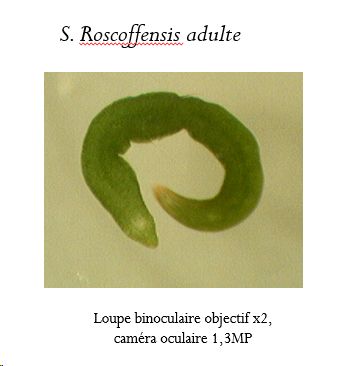 S. Roscoffensis adulte
Loupe binoculaire objectif x2,
caméra oculaire 1,3MP